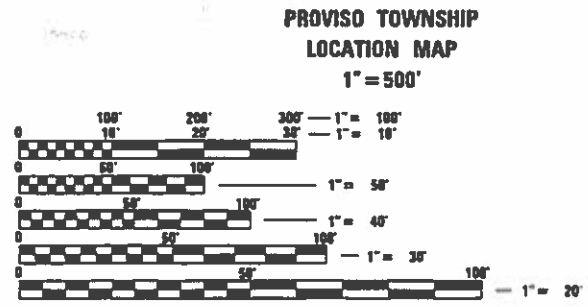 PROVISO TOWNSHIP
LOCATION MAP
1"=500'
100' 200' 300' 1"= 100'
0 10' 20' 30' 1"= 10'
0 50' 100' 1"= 50'
0 50' 100' 1"= 40'
0 50' 100' 1"= 30'
0 50' 100' 1"= 20'